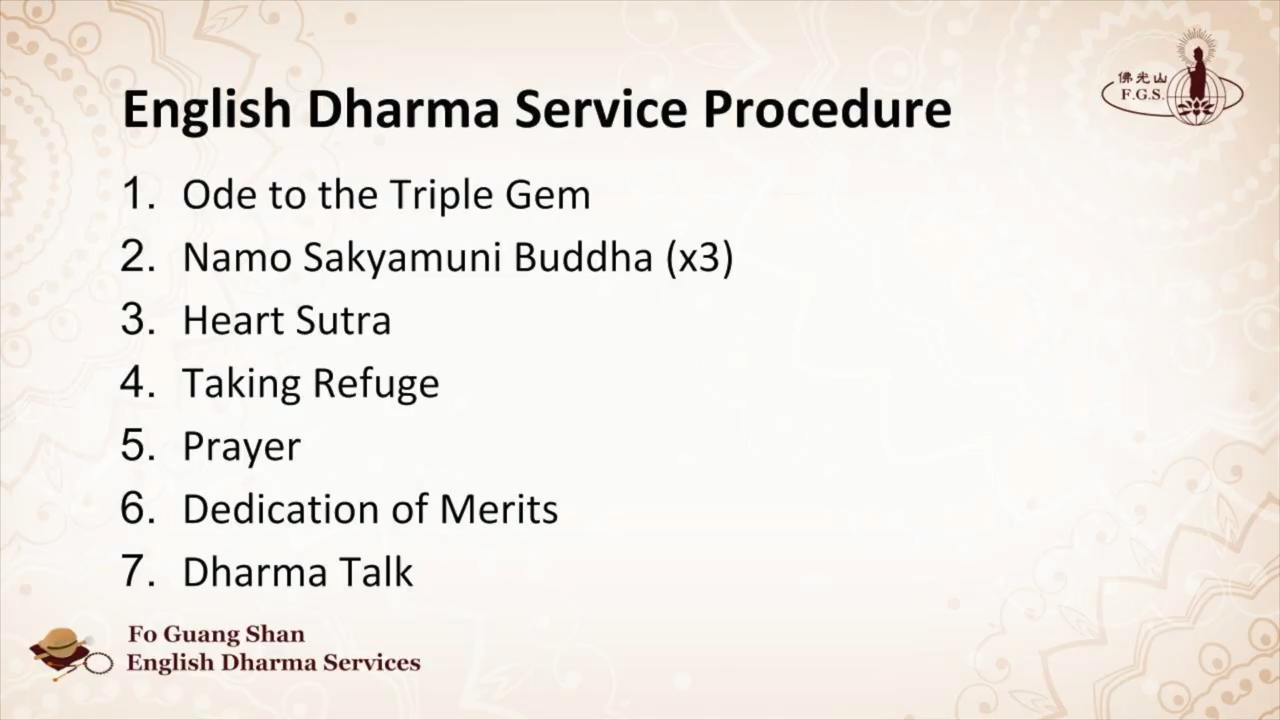 佛光山
F.G.S.
English Dharma Service Procedure
1. Ode to the Triple Gem
2. Namo Sakyamuni Buddha (x3)
3. Heart Sutra
4. Taking Refuge
5. Prayer
6. Dedication of Merits
7. Dharma Talk
Fo Guang Shan
English Dharma Services